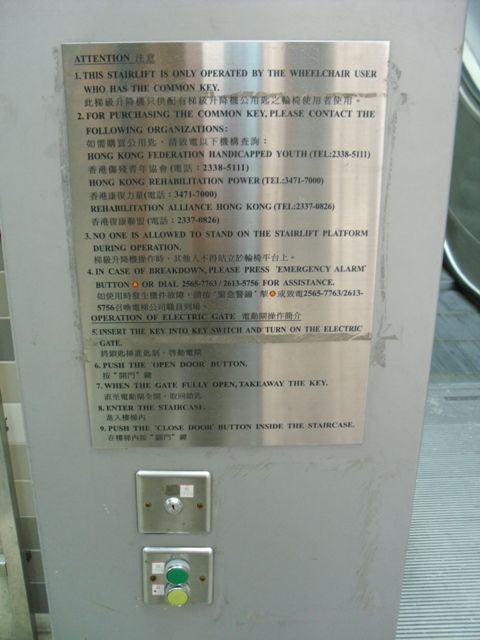 ATTENTION 注意
1. THIS STAIRLIFT IS ONLY OPERATED BY THE WHEELCHAIR USER
WHO HAS THE COMMON KEY.
此梯級升降機只供配有梯級升降機公用匙之輪椅使用者使用。
2. FOR PURCHASING THE COMMON KEY, PLEASE CONTACT THE
FOLLOWING ORGANIZATIONS:
如需購買公用匙，請致電以下機構查詢：
HONG KONG FEDERATION HANDICAPPED YOUTH (TEL:2338-5111)
香港傷殘青年協會 (電話：2338-5111)
HONG KONG REHABILITATION POWER (TEL:3471-7000)
香港復康力量(電話：3471-7000)
REHABILITATION ALLIANCE HONG KONG (TEL:2337-0826)
香港復康聯盟 (電話：2337-0826)
3. NO ONE IS ALLOWED TO STAND ON THE STAIRLIFT PLATFORM
DURING OPERATION.
梯級升降機操作時，其他人不得站立於輪椅平台上。
4. IN CASE OF BREAKDOWN, PLEASE PRESS 'EMERGENCY ALARM'
BUTTON OR DIAL 2565-7763 / 2613-5756 FOR ASSISTANCE.
如使用時發生機件故障，請按"緊急警鐘"掣 或致電2565-7763/2613-
5756召喚電梯公司職員到場。
OPERATION OF ELECTRIC GATE 電動閘操作簡介
5. INSERT THE KEY INTO KEY SWITCH AND TURN ON THE ELECTRIC
GATE.
將鎖匙插進匙制，啓動電閘
6. PUSH THE 'OPEN DOOR' BUTTON.
按"開門"鍵
7. WHEN THE GATE FULLY OPEN, TAKEAWAY THE KEY.
直至電動閘全開，取回鎖匙
8. ENTER THE STAIRCASE.
進入樓梯內
9. PUSH THE 'CLOSE DOOR' BUTTON INSIDE THE STAIRCASE.
在樓梯內按"關門"鍵